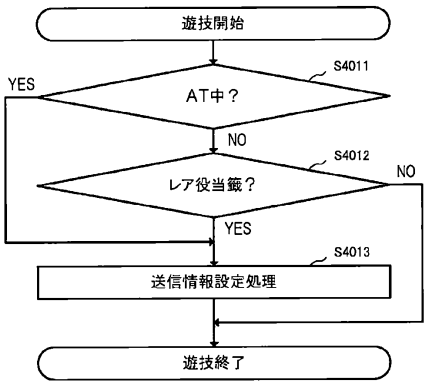 遊技開始
S4011
YES
AT中？
NO
S4012
NO
レア役当籤？
YES
S4013
送信情報設定処理
遊技終了